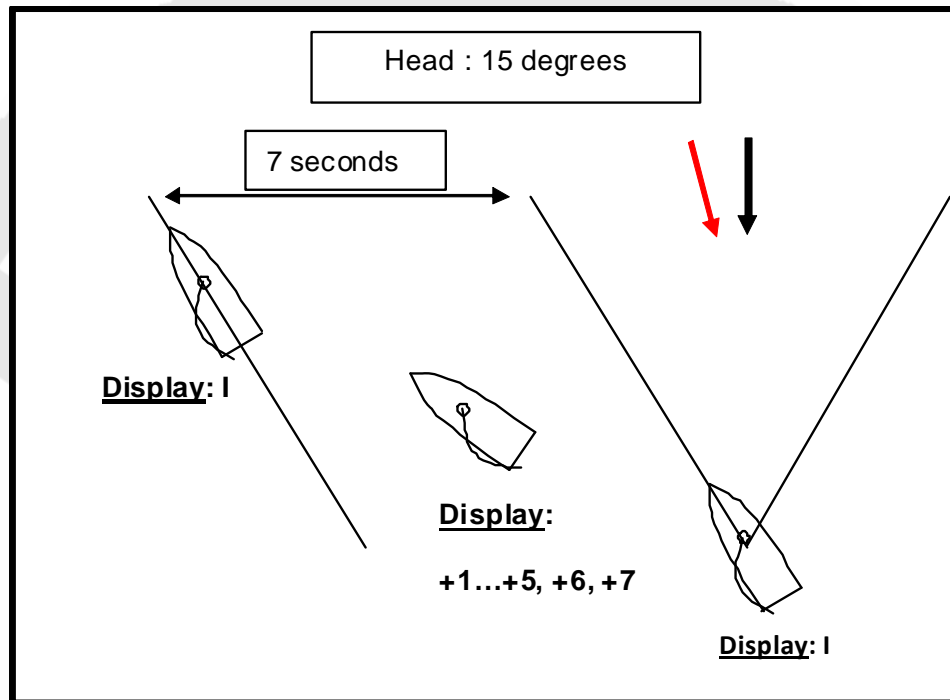 Head : 15 degrees
7 seconds
Display: I
Display:
+1...+5, +6, +7
Display: I